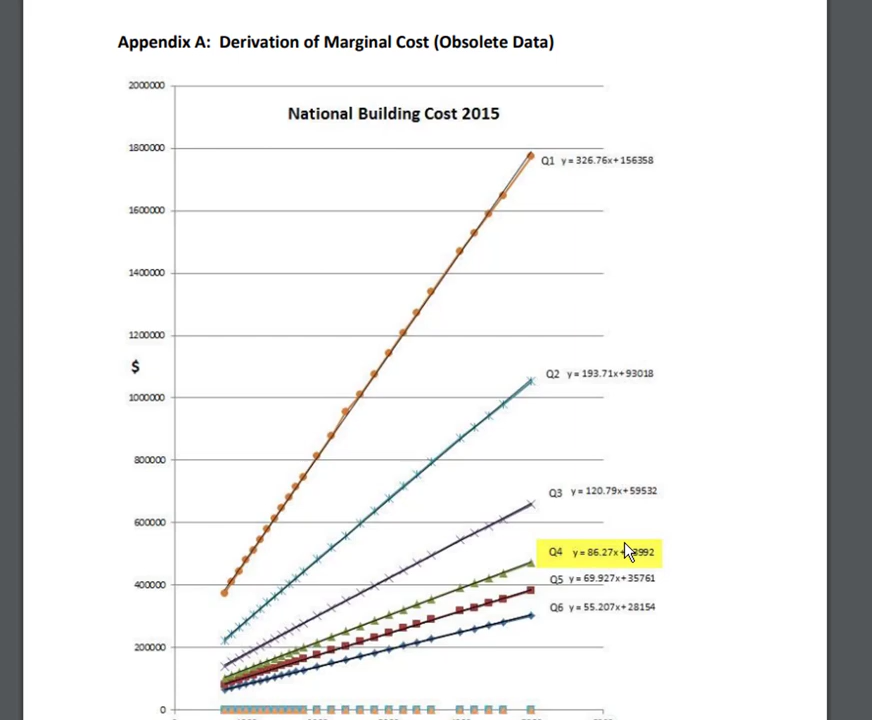 Appendix A: Derivation of Marginal Cost (Obsolete Data)
National Building Cost 2015
2000000
1800000
1600000
1400000
1200000
$
1000000
800000
600000
400000
200000
0
Q1 y = 326.76x+156358
Q2 y = 193.71x+93018
Q3 y = 120.79x+59532
Q4 y = 86.27x+
Q5 y = 69.927x+35761
Q6 y = 55.207x+28154